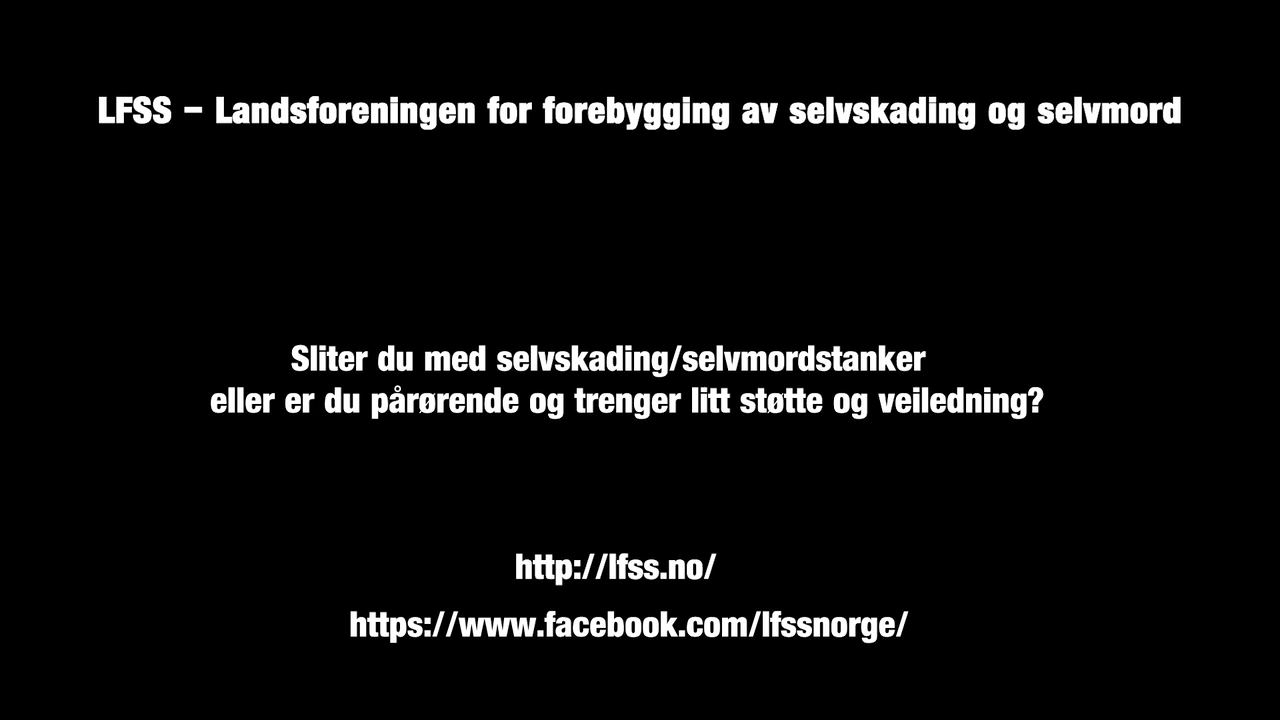 LFSS – Landsforeningen for forebygging av selvskading og selvmord
Sliter du med selvskading/selvmordstanker
eller er du pårørende og trenger litt støtte og veiledning?
http://lfss.no/
https://www.facebook.com/lfssnorge/